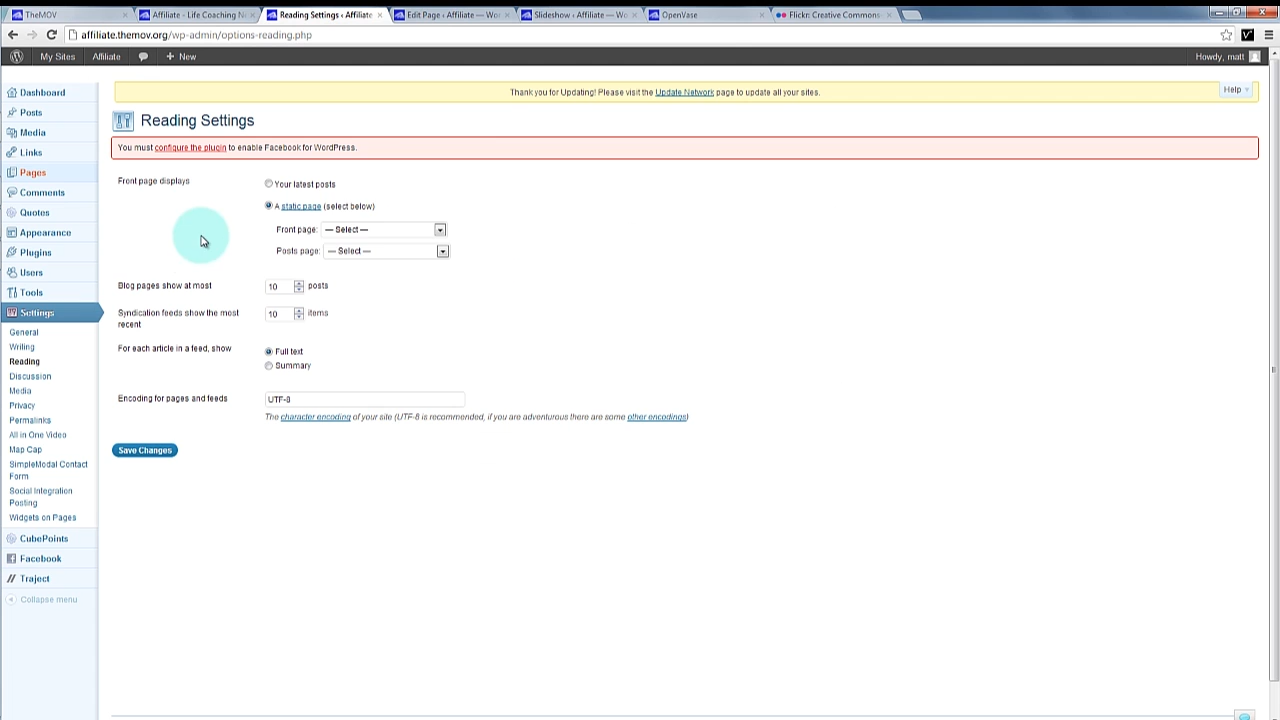 TheMOV
Affiliate - Life Coaching N
Reading Settings ‹ Affiliate
Edit Page ‹ Affiliate — Wo
Slideshow ‹ Affiliate — Wo
OpenVase
Flickr: Creative Commons
affiliate.themov.org/wp-admin/options-reading.php
My Sites
Affiliate
+ New
Howdy, matt
Dashboard
Posts
Media
Links
Pages
Comments
Quotes
Appearance
Plugins
Users
Tools
Settings
General
Writing
Reading
Discussion
Media
Privacy
Permalinks
All in One Video
Map Cap
SimpleModal Contact
Form
Social Integration
Posting
Widgets on Pages
CubePoints
Facebook
Traject
Collapse menu
Thank you for Updating! Please visit the Update Network page to update all your sites.
Help
Reading Settings
You must configure the plugin to enable Facebook for WordPress.
Front page displays
Your latest posts
A static page (select below)
Front page: — Select —
Posts page: — Select —
Blog pages show at most
10 posts
Syndication feeds show the most
recent
10 items
For each article in a feed, show
Full text
Summary
Encoding for pages and feeds
UTF-8
The character encoding of your site (UTF-8 is recommended, if you are adventurous there are some other encodings)
Save Changes